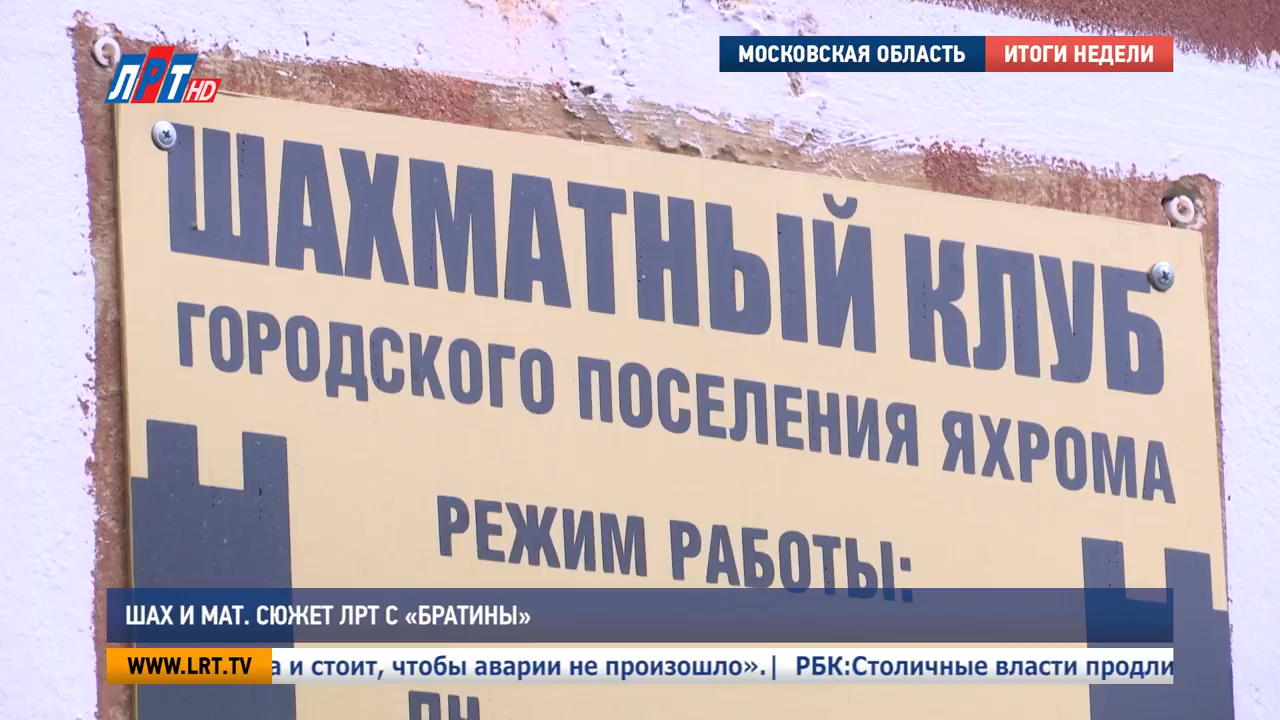 МОСКОВСКАЯ ОБЛАСТЬ ИТОГИ НЕДЕЛИ
ЛРТ HD
ШАХМАТНЫЙ КЛУБ
ГОРОДСКОГО ПОСЕЛЕНИЯ ЯХРОМА
РЕЖИМ РАБОТЫ:
ШАХ И МАТ. СЮЖЕТ ЛРТ С «БРАТИНЫ»
WWW.LRT.TV а и стоит, чтобы аварии не произошло».| РБК:Столичные власти продли